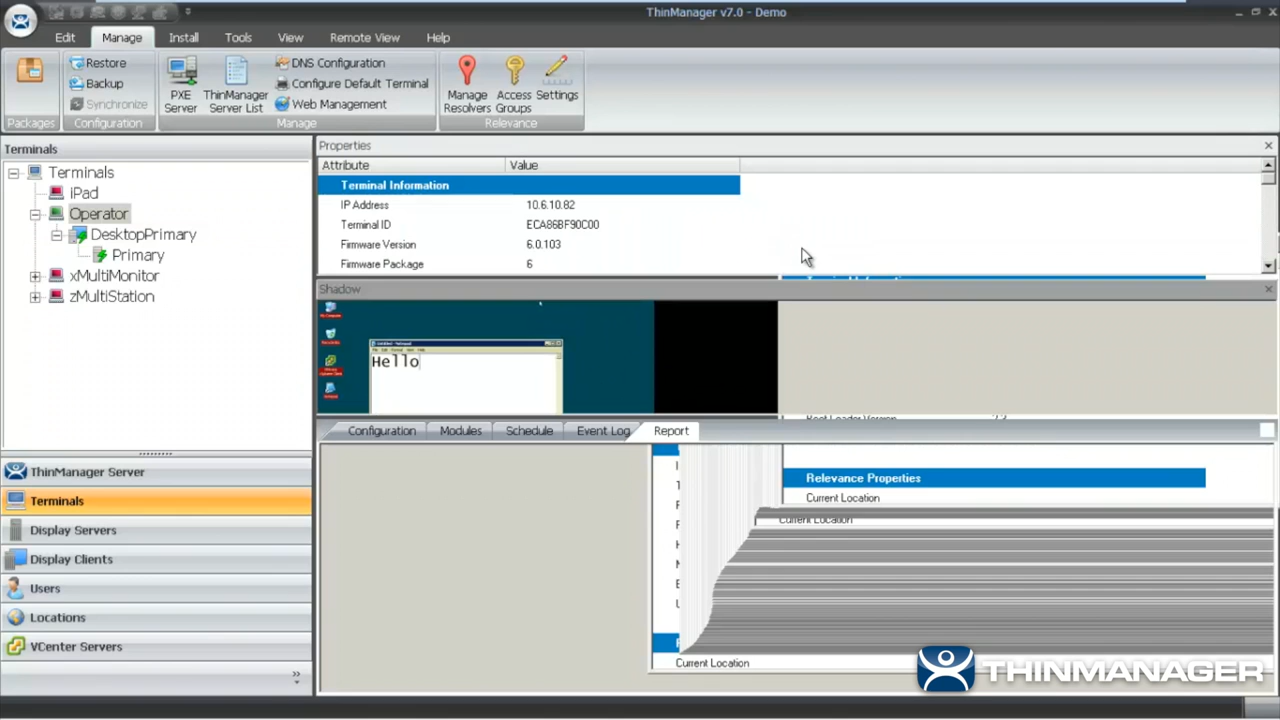 ThinManager v7.0 - Demo
Edit Manage Install Tools View Remote View Help
Restore
Backup
Synchronize
Packages
Configuration
PXE Server
ThinManager Server List
DNS Configuration
Configure Default Terminal
Web Management
Manage
Manage Resolvers
Access Groups
Settings
Relevance
Terminals
Terminals
iPad
Operator
DesktopPrimary
Primary
xMultiMonitor
zMultiStation
ThinManager Server
Terminals
Display Servers
Display Clients
Users
Locations
VCenter Servers
Properties
Attribute Value
Terminal Information
IP Address 10.6.10.82
Terminal ID ECA86BF90C00
Firmware Version 6.0.103
Firmware Package 6
Shadow
Hello
Configuration Modules Schedule Event Log Report
Relevance Properties
Current Location
Current Location
Current Location
THINMANAGER